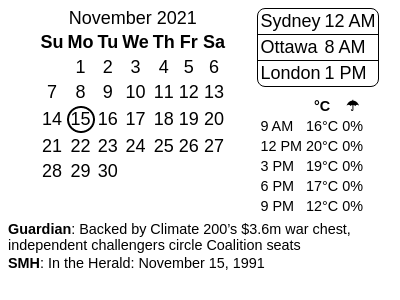 November 2021
Su Mo Tu We Th Fr Sa
1 2 3 4 5 6
7 8 9 10 11 12 13
14 15 16 17 18 19 20
21 22 23 24 25 26 27
28 29 30
Sydney 12 AM
Ottawa 8 AM
London 1 PM
°C ☂
9 AM 16°C 0%
12 PM 20°C 0%
3 PM 19°C 0%
6 PM 17°C 0%
9 PM 12°C 0%
Guardian: Backed by Climate 200’s $3.6m war chest,
independent challengers circle Coalition seats
SMH: In the Herald: November 15, 1991